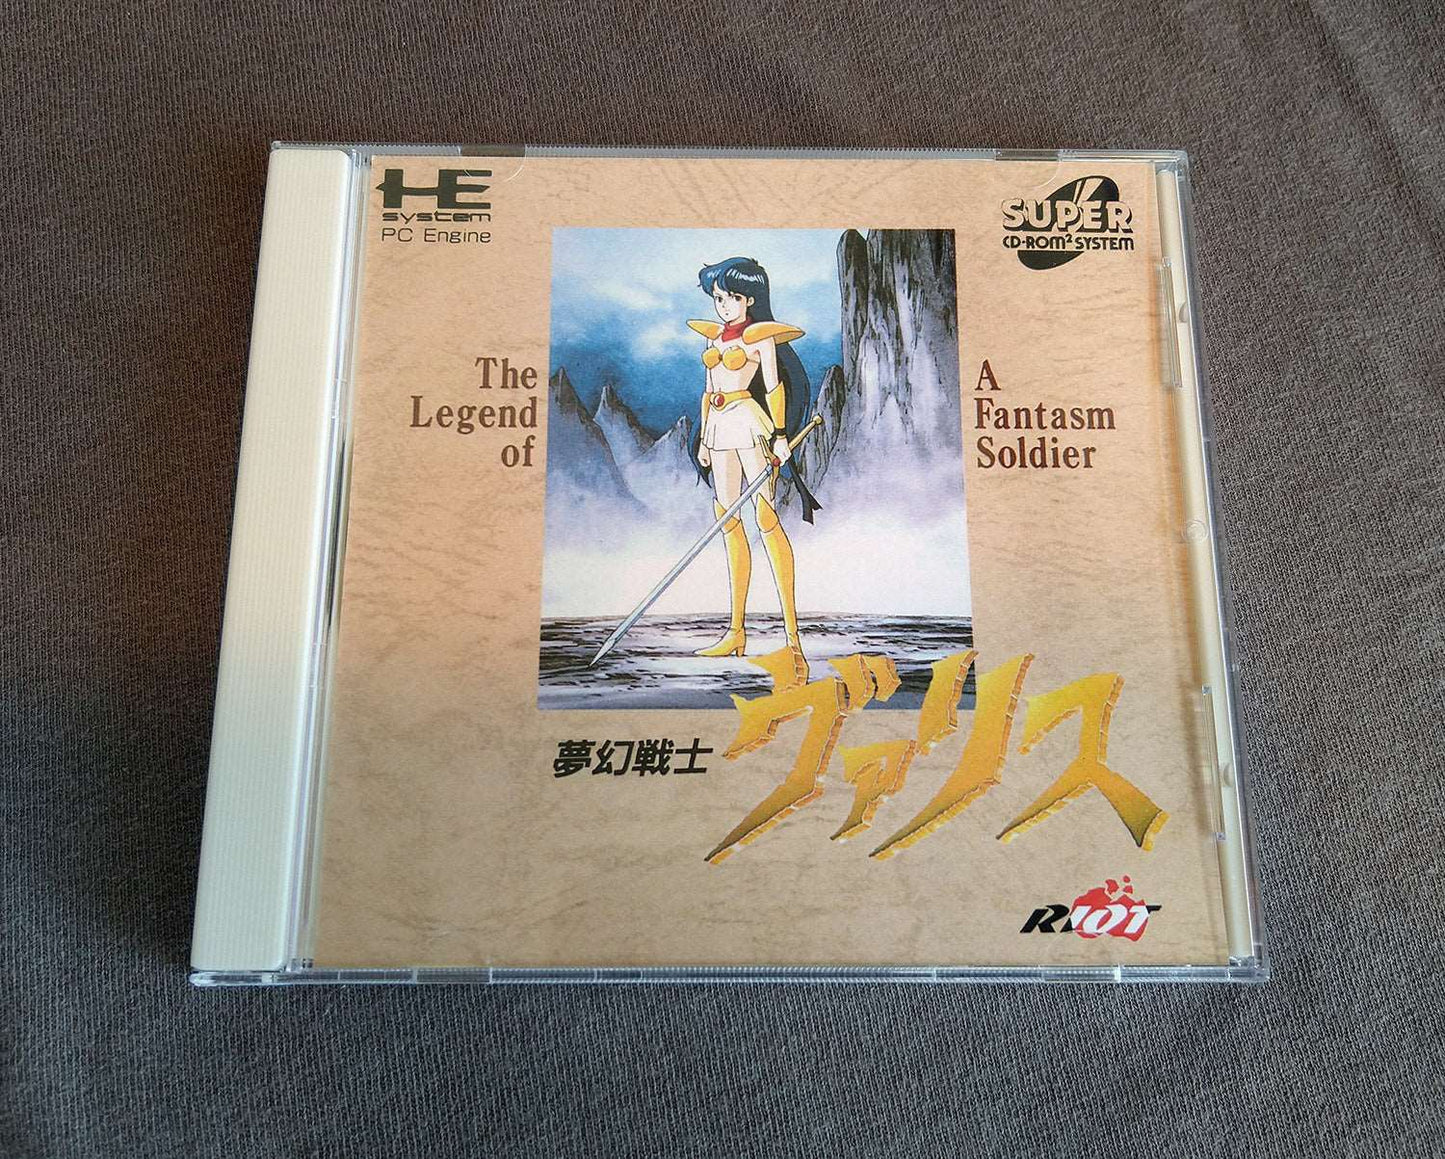 HE
system
PC Engine
SUPER
CD-ROM² SYSTEM
The
Legend
of
A
Fantasm
Soldier
夢幻戦士
ヴァリス
RIOT